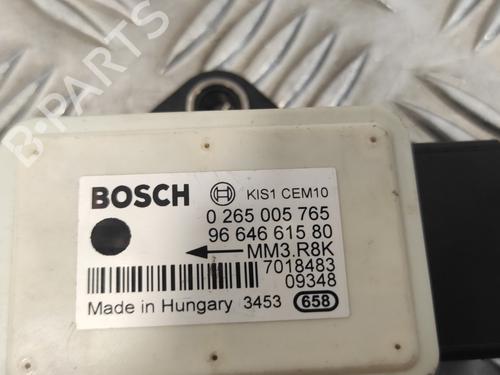 B-PARTS
BOSCH KIS1 CEM10
0 265 005 765
96 646 615 80
MM3.R8K
7018483
09348
Made in Hungary 3453 658